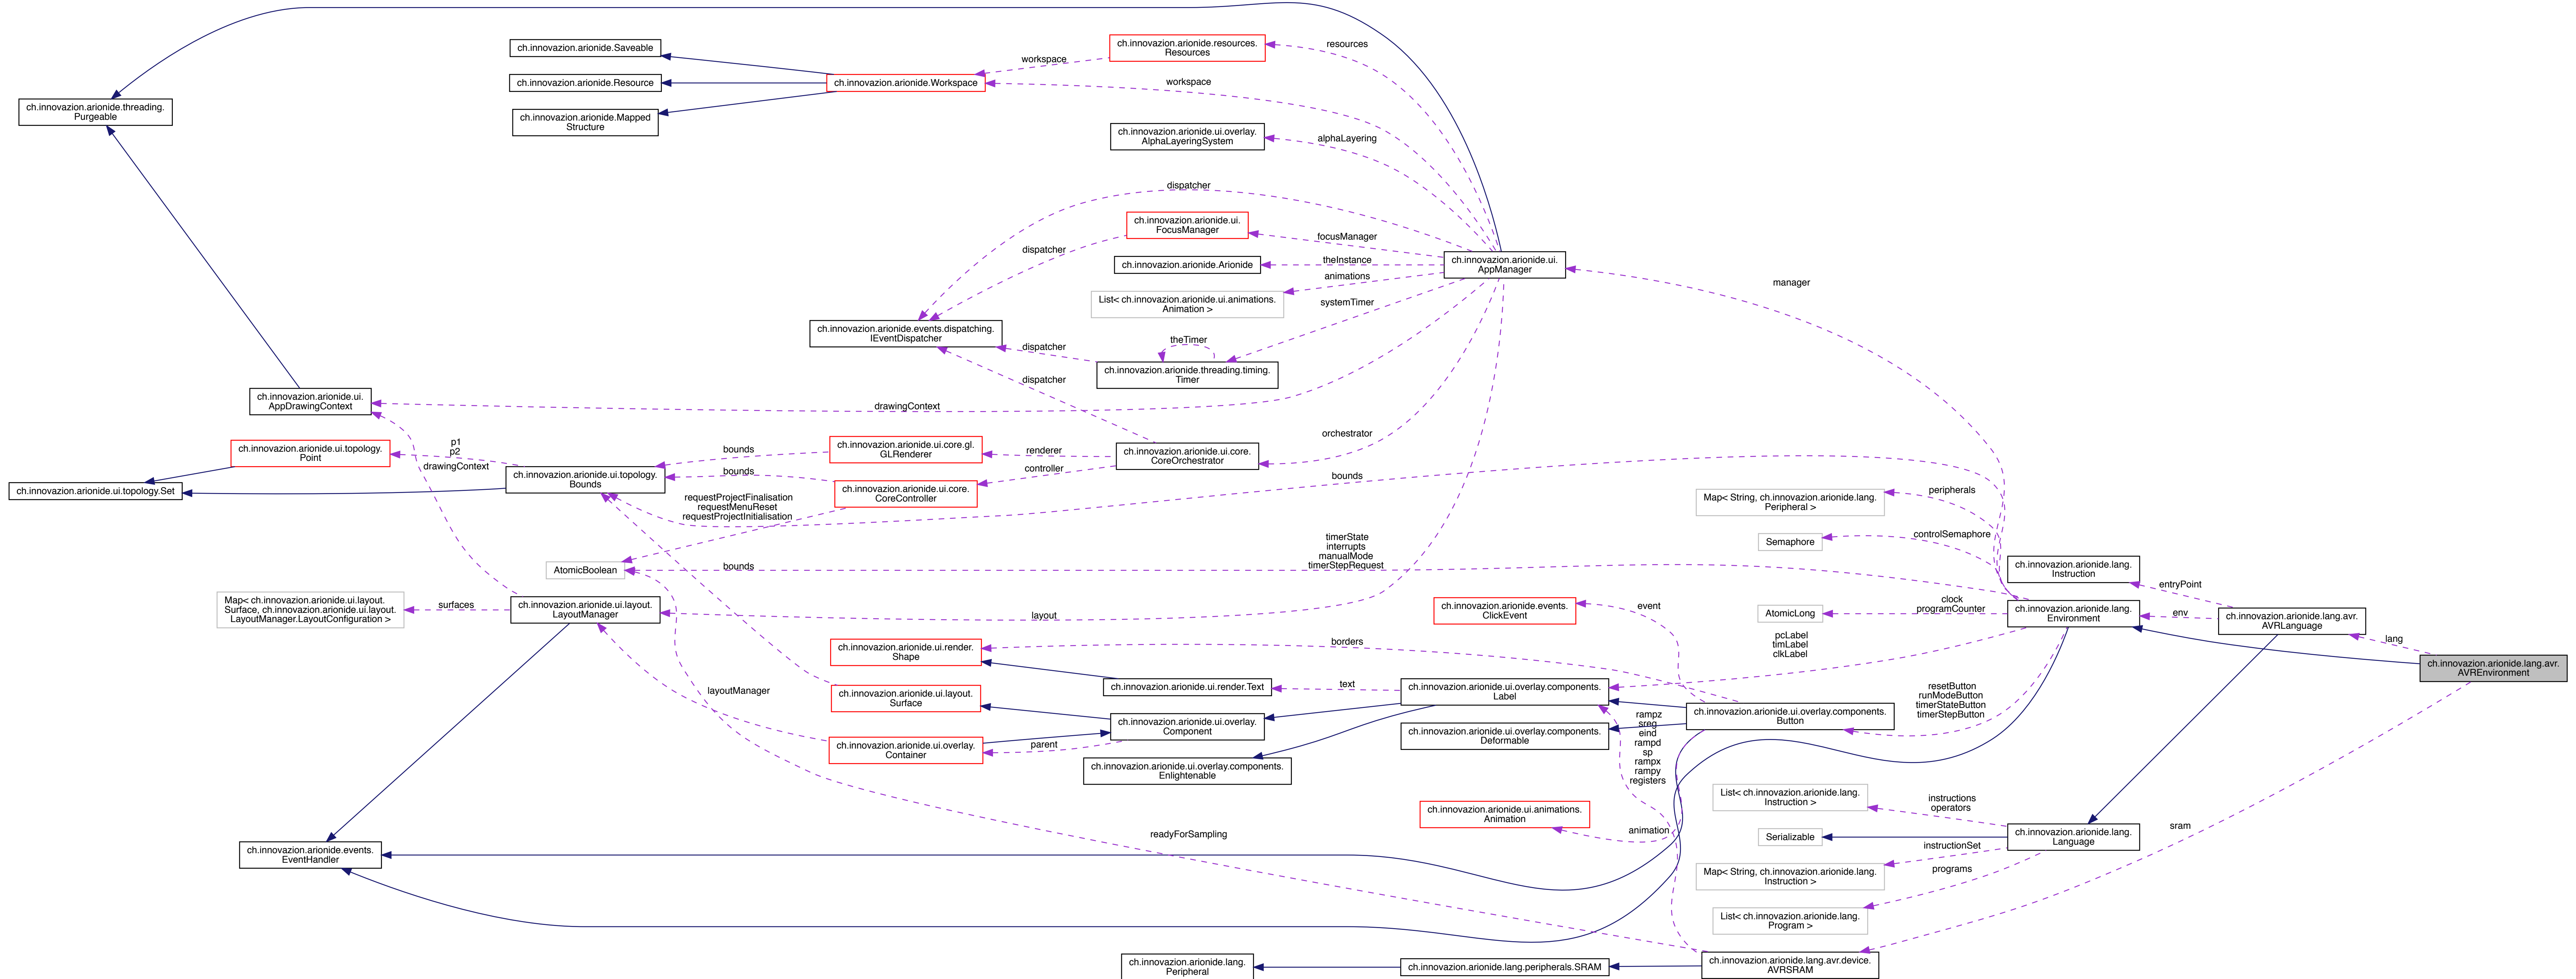 ch.innovazion.arionide.threading.
Purgeable
ch.innovazion.arionide.Saveable
ch.innovazion.arionide.Resource
ch.innovazion.arionide.Mapped
Structure
ch.innovazion.arionide.Workspace
workspace
ch.innovazion.arionide.resources.
Resources
resources
workspace
ch.innovazion.arionide.ui.overlay.
AlphaLayeringSystem
alphaLayering
dispatcher
ch.innovazion.arionide.ui.
FocusManager
focusManager
dispatcher
ch.innovazion.arionide.Arionide
theInstance
animations
List< ch.innovazion.arionide.ui.animations.
Animation >
systemTimer
ch.innovazion.arionide.ui.
AppManager
manager
ch.innovazion.arionide.events.dispatching.
IEventDispatcher
dispatcher
theTimer
ch.innovazion.arionide.threading.timing.
Timer
dispatcher
ch.innovazion.arionide.ui.
AppDrawingContext
drawingContext
orchestrator
ch.innovazion.arionide.ui.topology.
Point
p1
p2
drawingContext
ch.innovazion.arionide.ui.topology.Set
ch.innovazion.arionide.ui.topology.
Bounds
bounds
bounds
ch.innovazion.arionide.ui.core.gl.
GLRenderer
renderer
controller
ch.innovazion.arionide.ui.core.
CoreOrchestrator
ch.innovazion.arionide.ui.core.
CoreController
requestProjectFinalisation
requestMenuReset
requestProjectInitialisation
bounds
Map< String, ch.innovazion.arionide.lang.
Peripheral >
peripherals
Semaphore
controlSemaphore
timerState
interrupts
manualMode
timerStepRequest
AtomicBoolean
bounds
ch.innovazion.arionide.lang.
Instruction
entryPoint
Map< ch.innovazion.arionide.ui.layout.
Surface, ch.innovazion.arionide.ui.layout.
LayoutManager.LayoutConfiguration >
surfaces
ch.innovazion.arionide.ui.layout.
LayoutManager
layout
ch.innovazion.arionide.events.
ClickEvent
event
AtomicLong
clock
programCounter
ch.innovazion.arionide.lang.
Environment
env
ch.innovazion.arionide.lang.avr.
AVRLanguage
lang
ch.innovazion.arionide.lang.avr.
AVREnvironment
pcLabel
timLabel
clkLabel
borders
ch.innovazion.arionide.ui.render.
Shape
ch.innovazion.arionide.ui.render.Text
text
ch.innovazion.arionide.ui.overlay.components.
Label
layoutManager
ch.innovazion.arionide.ui.layout.
Surface
ch.innovazion.arionide.ui.overlay.
Component
parent
ch.innovazion.arionide.ui.overlay.
Container
ch.innovazion.arionide.ui.overlay.components.
Deformable
ch.innovazion.arionide.ui.overlay.components.
Enlightenable
ch.innovazion.arionide.ui.overlay.components.
Button
resetButton
runModeButton
timerStateButton
timerStepButton
rampz
sreg
eind
rampd
sp
rampx
rampy
registers
ch.innovazion.arionide.ui.animations.
Animation
animation
readyForSampling
ch.innovazion.arionide.events.
EventHandler
List< ch.innovazion.arionide.lang.
Instruction >
instructions
operators
Serializable
ch.innovazion.arionide.lang.
Language
instructionSet
Map< String, ch.innovazion.arionide.lang.
Instruction >
programs
List< ch.innovazion.arionide.lang.
Program >
sram
ch.innovazion.arionide.lang.
Peripheral
ch.innovazion.arionide.lang.peripherals.SRAM
ch.innovazion.arionide.lang.avr.device.
AVRSRAM